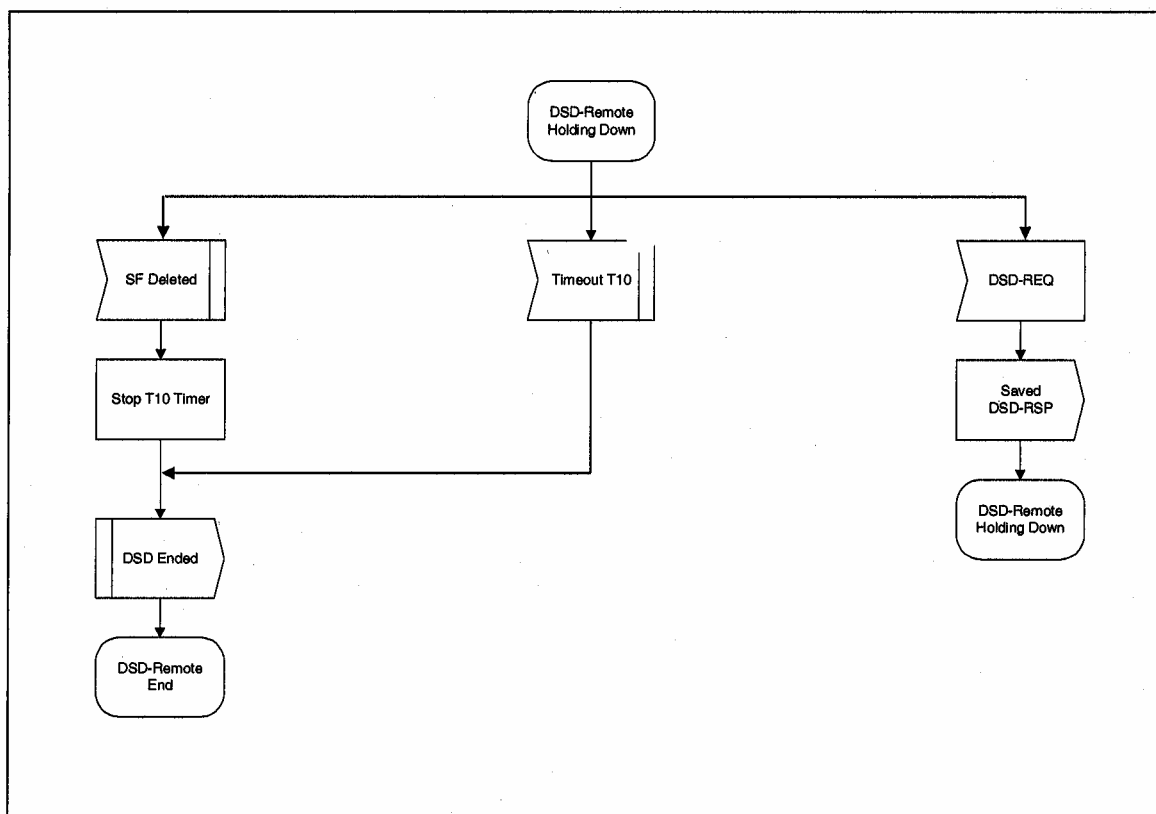 DSD-Remote
Holding Down
SF Deleted
Timeout T10
DSD-REQ
Stop T10 Timer
Saved
DSD-RSP
DSD-Remote
Holding Down
DSD Ended
DSD-Remote
End